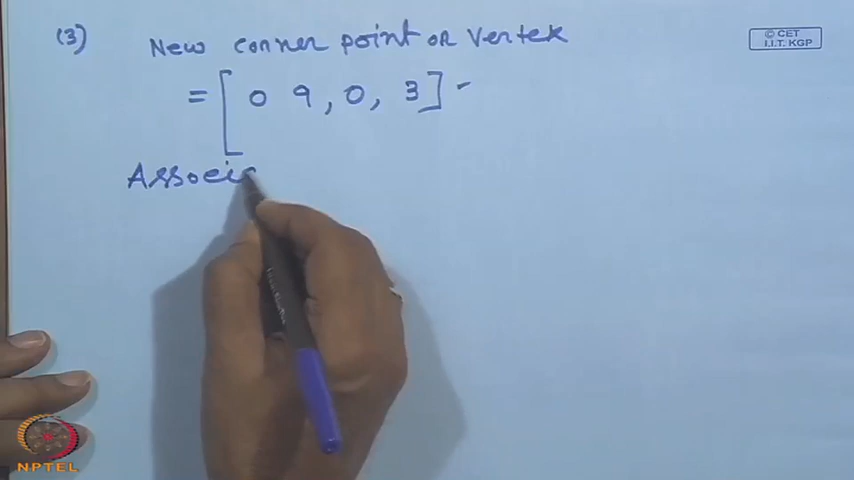 (3) New corner point or vertex
= [ 0 9, 0, 3 ] -
Associa
© CET
I.I.T. KGP
NPTEL